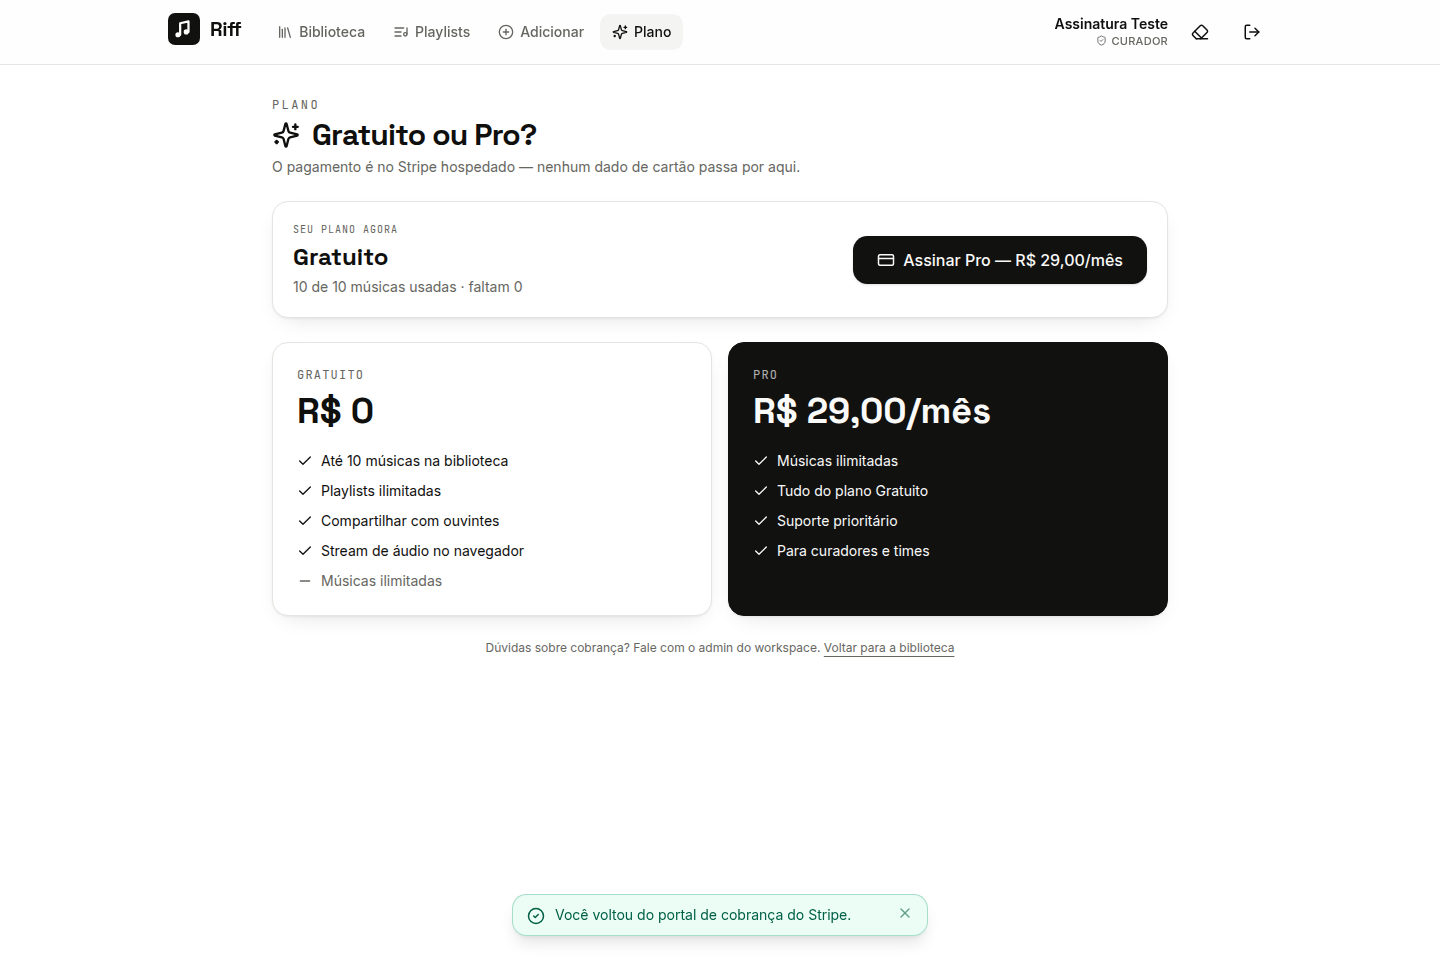 Riff
Biblioteca
Playlists
Adicionar
Plano
Assinatura Teste
CURADOR
PLANO
Gratuito ou Pro?
O pagamento é no Stripe hospedado — nenhum dado de cartão passa por aqui.
SEU PLANO AGORA
Gratuito
10 de 10 músicas usadas · faltam 0
Assinar Pro — R$ 29,00/mês
GRATUITO
R$ 0
Até 10 músicas na biblioteca
Playlists ilimitadas
Compartilhar com ouvintes
Stream de áudio no navegador
Músicas ilimitadas
PRO
R$ 29,00/mês
Músicas ilimitadas
Tudo do plano Gratuito
Suporte prioritário
Para curadores e times
Dúvidas sobre cobrança? Fale com o admin do workspace. Voltar para a biblioteca
Você voltou do portal de cobrança do Stripe.